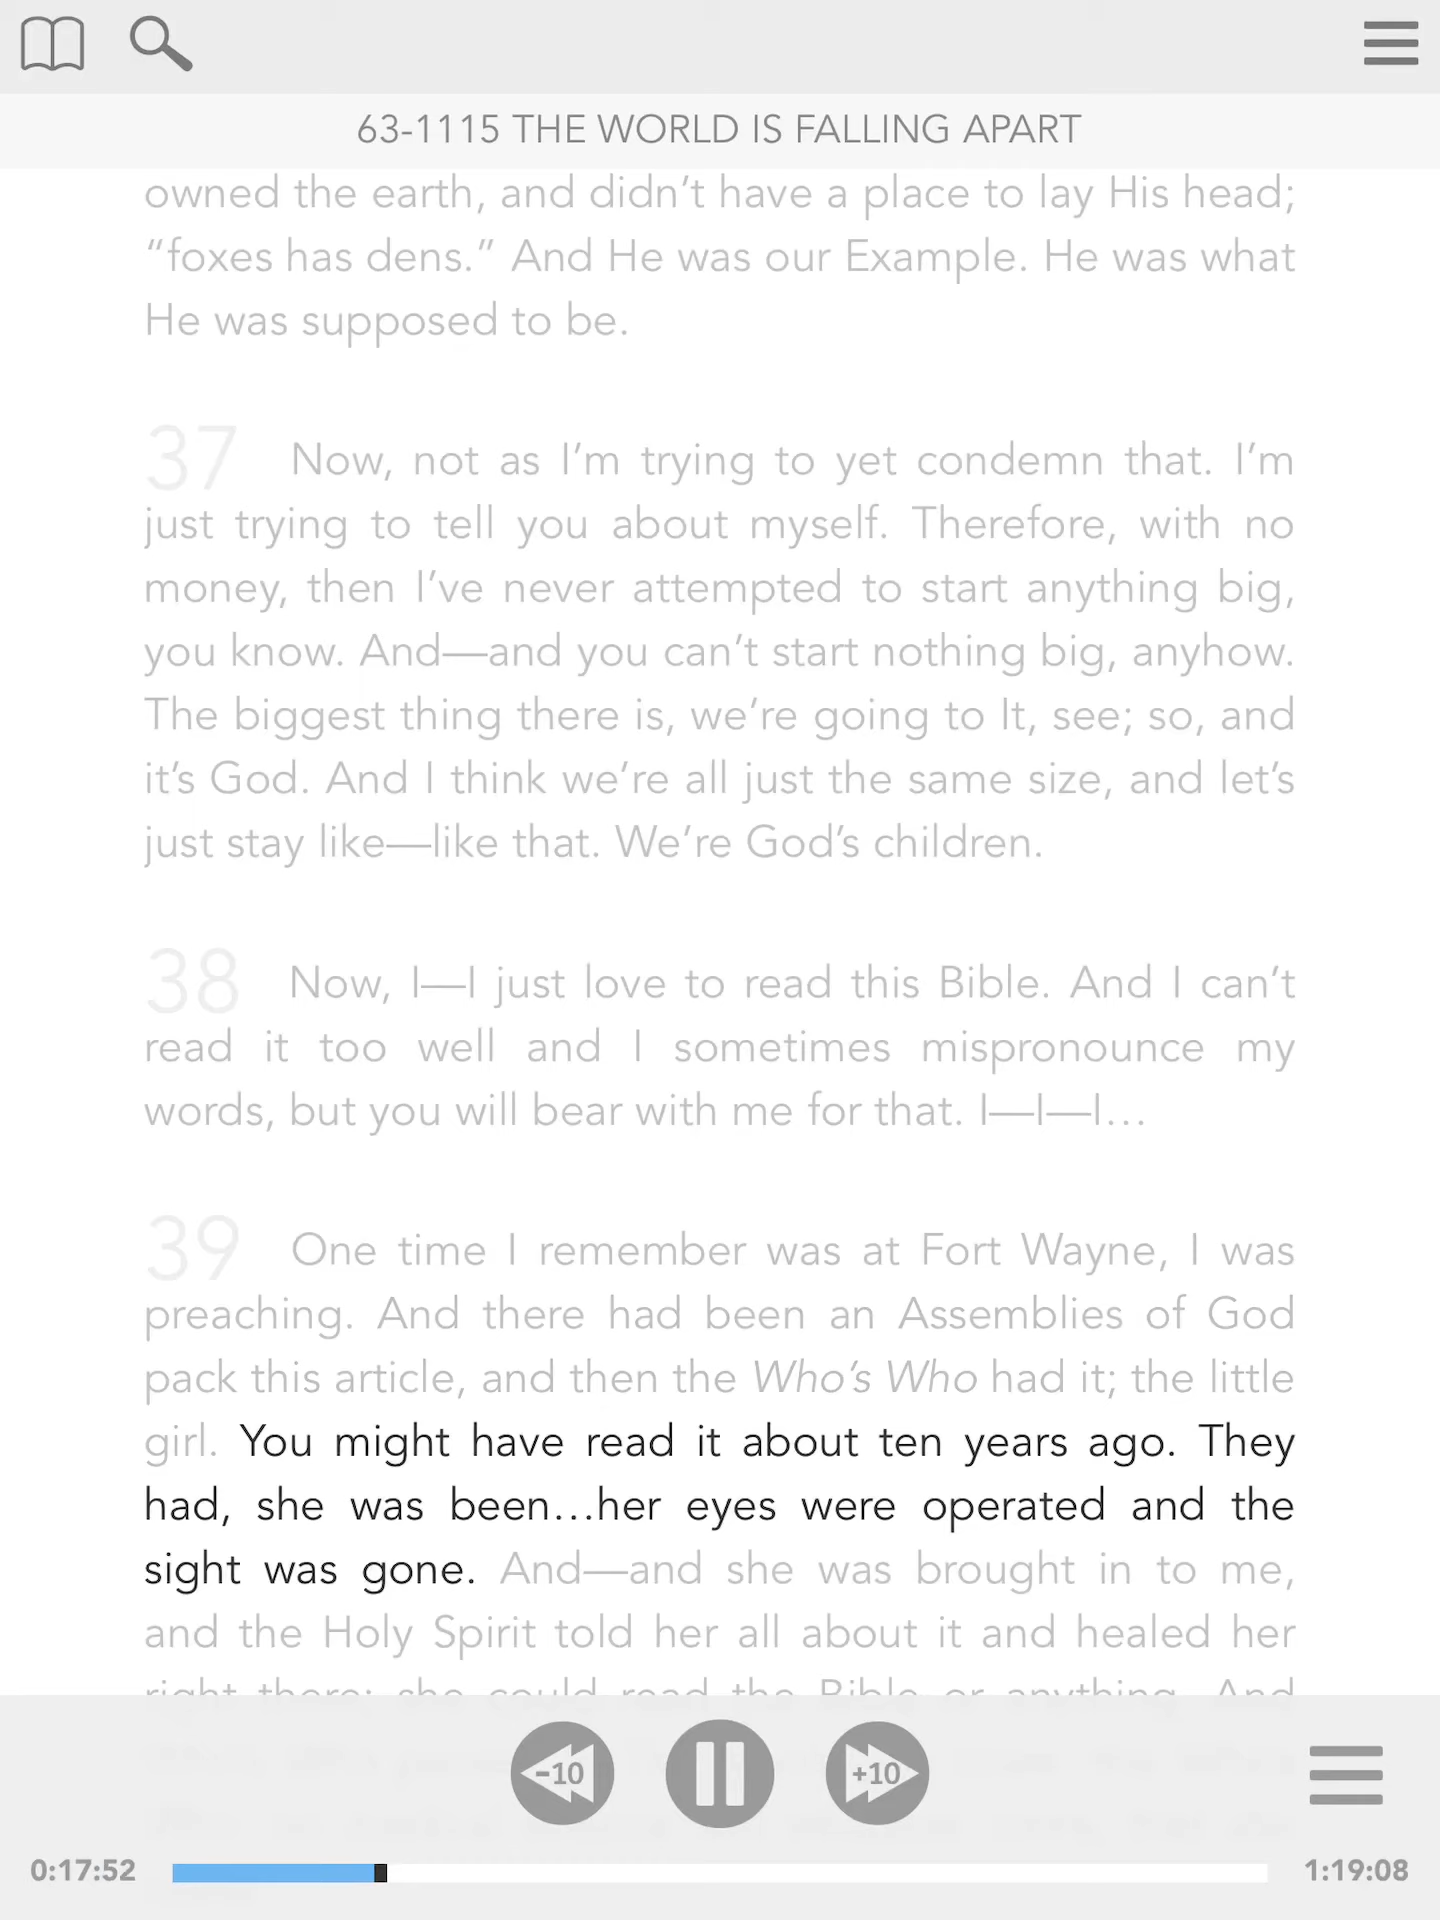 63-1115 THE WORLD IS FALLING APART
owned the earth, and didn’t have a place to lay His head;
“foxes has dens.” And He was our Example. He was what
He was supposed to be.
37 Now, not as I’m trying to yet condemn that. I’m
just trying to tell you about myself. Therefore, with no
money, then I’ve never attempted to start anything big,
you know. And—and you can’t start nothing big, anyhow.
The biggest thing there is, we’re going to It, see; so, and
it’s God. And I think we’re all just the same size, and let’s
just stay like—like that. We’re God’s children.
38 Now, I—I just love to read this Bible. And I can’t
read it too well and I sometimes mispronounce my
words, but you will bear with me for that. I—I—I…
39 One time I remember was at Fort Wayne, I was
preaching. And there had been an Assemblies of God
pack this article, and then the Who’s Who had it; the little
girl. You might have read it about ten years ago. They
had, she was been…her eyes were operated and the
sight was gone. And—and she was brought in to me,
and the Holy Spirit told her all about it and healed her
right there; she could read the Bible or anything. And
-10 +10
0:17:52 1:19:08